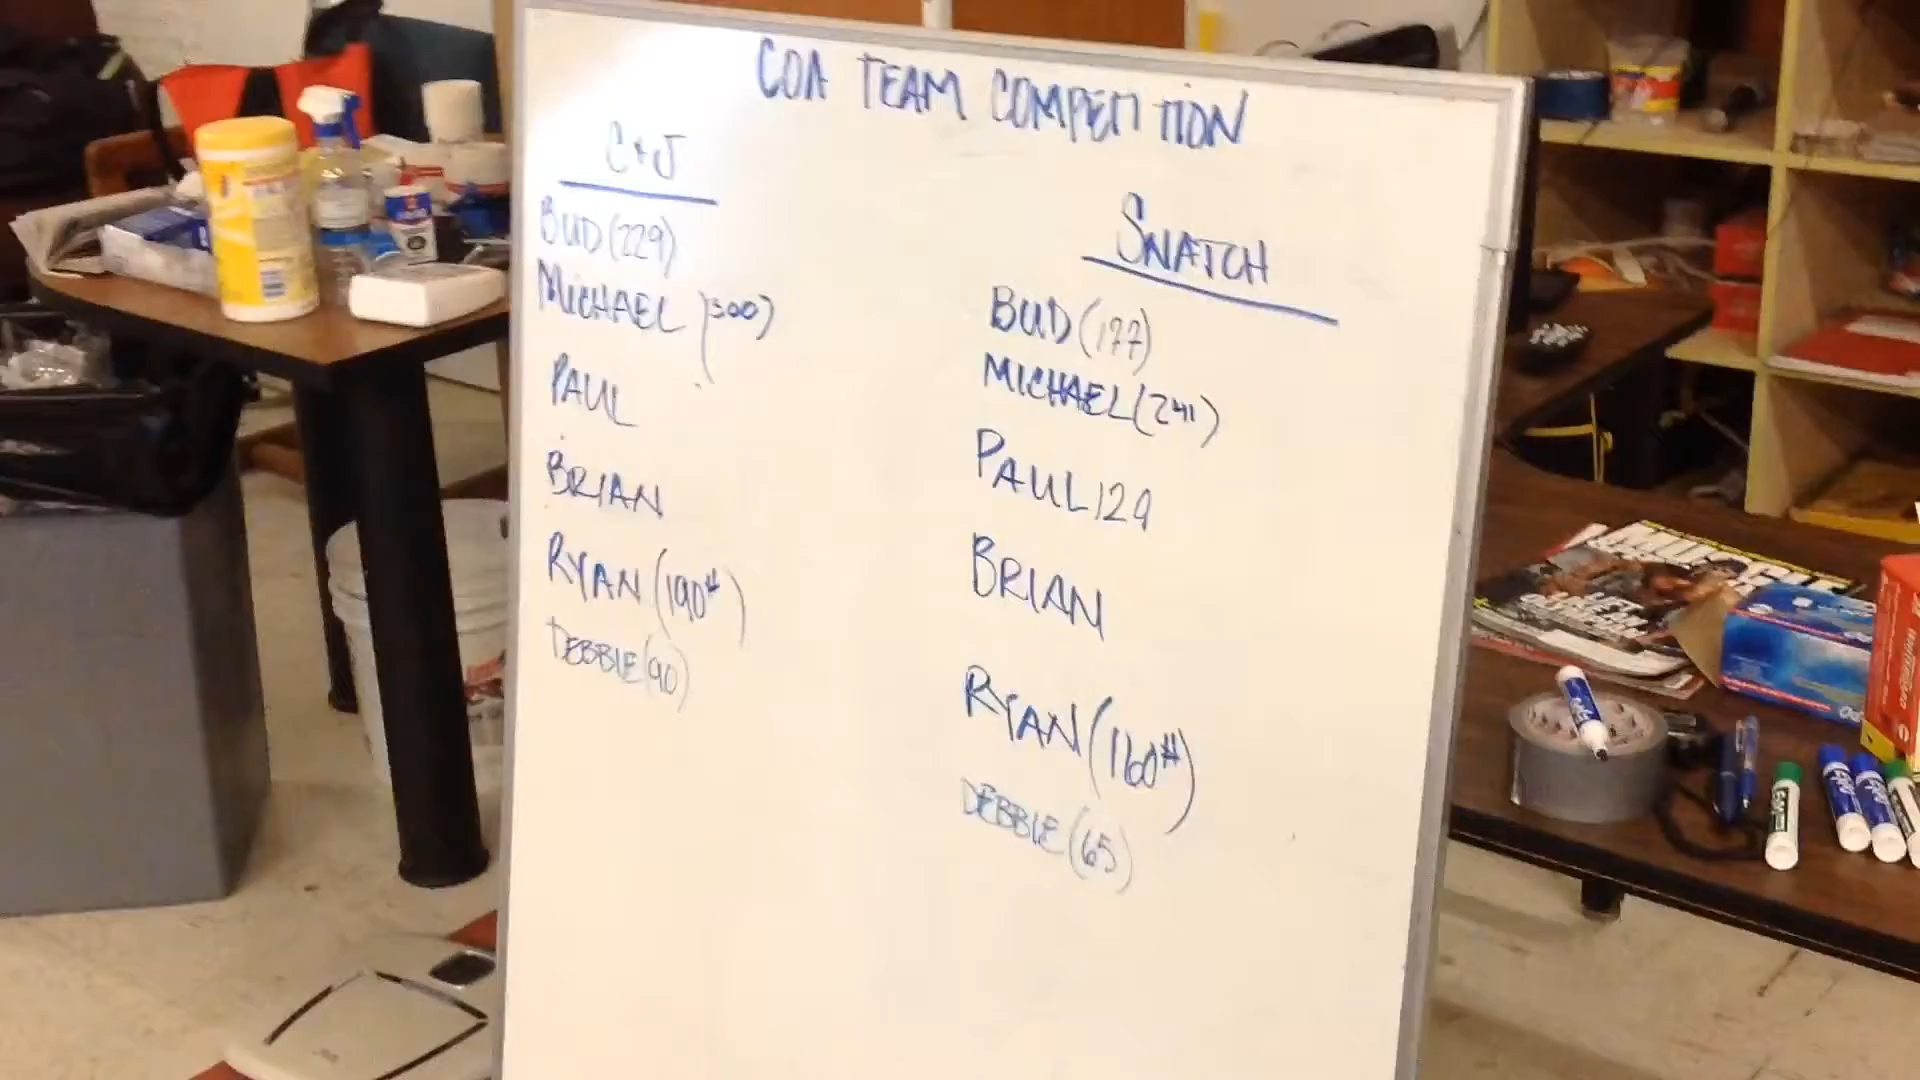 COA TEAM COMPETITION
C+J
BUD (229)
MICHAEL (300)
PAUL
BRIAN
RYAN (190#)
DEBBIE (90)
SNATCH
BUD (177)
MICHAEL (241)
PAUL 129
BRIAN
RYAN (160#)
DEBBIE (65)